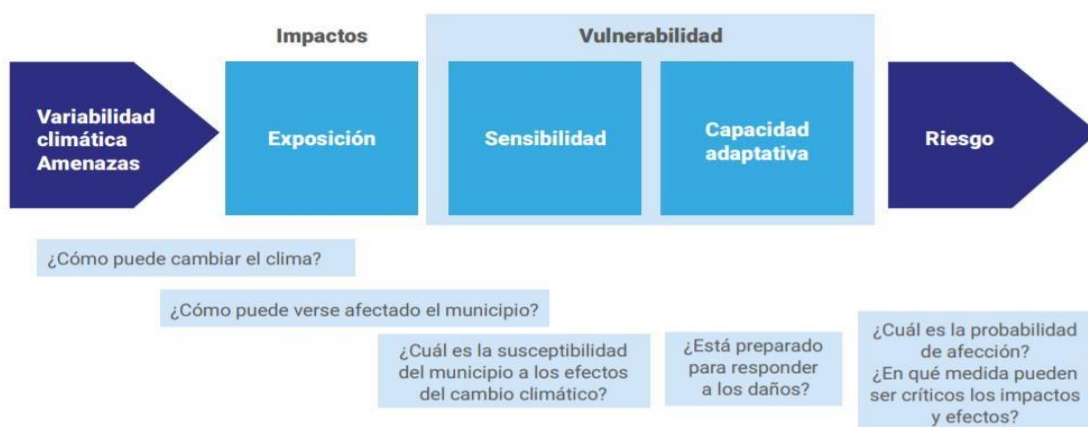 Impactos
Vulnerabilidad
Variabilidad
climática
Amenazas
Exposición
Sensibilidad
Capacidad
adaptativa
Riesgo
¿Cómo puede cambiar el clima?
¿Cómo puede verse afectado el municipio?
¿Cuál es la susceptibilidad
del municipio a los efectos
del cambio climático?
¿Está preparado
para responder
a los daños?
¿Cuál es la probabilidad
de afección?
¿En qué medida pueden
ser críticos los impactos
y efectos?